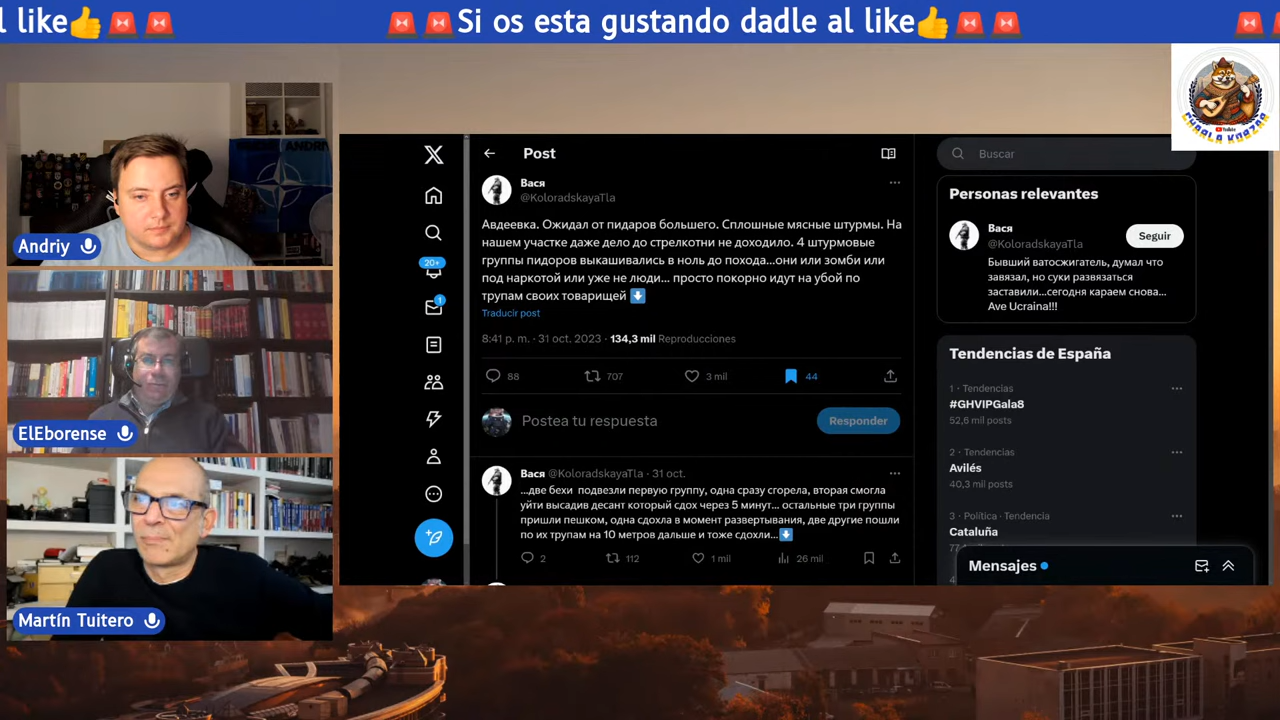 l like👍🚨🚨
🚨🚨Si os esta gustando dadle al like👍🚨🚨
🚨
CHARLA KHAZAR
YouTube
Andriy
ElEborense
Martín Tuitero
Post
Вася
@KoloradskayaTla
Авдеевка. Ожидал от пидаров большего. Сплошные мясные штурмы. На
нашем участке даже дело до стрелкотни не доходило. 4 штурмовые
группы пидоров выкашивались в ноль до похода...они или зомби или
под наркотой или уже не люди... просто покорно идут на убой по
трупам своих товарищей ⬇️
Traducir post
8:41 p. m. · 31 oct. 2023 · 134,3 mil Reproducciones
88
707
3 mil
44
Postea tu respuesta
Responder
Вася @KoloradskayaTla · 31 oct.
...две бехи подвезли первую группу, одна сразу сгорела, вторая смогла
уйти высадив десант который сдох через 5 минут... остальные три группы
пришли пешком, одна сдохла в момент развертывания, две другие пошли
по их трупам на 10 метров дальше и тоже сдохли...⬇️
2
112
1 mil
26 mil
20+
1
Buscar
Personas relevantes
Вася
@KoloradskayaTla
Seguir
Бывший ватосжигатель, думал что
завязал, но суки развязаться
заставили...сегодня караем снова...
Ave Ucraina!!!
Tendencias de España
1 · Tendencias
#GHVIPGala8
52,6 mil posts
2 · Tendencias
Avilés
40,3 mil posts
3 · Política · Tendencia
Cataluña
Mensajes